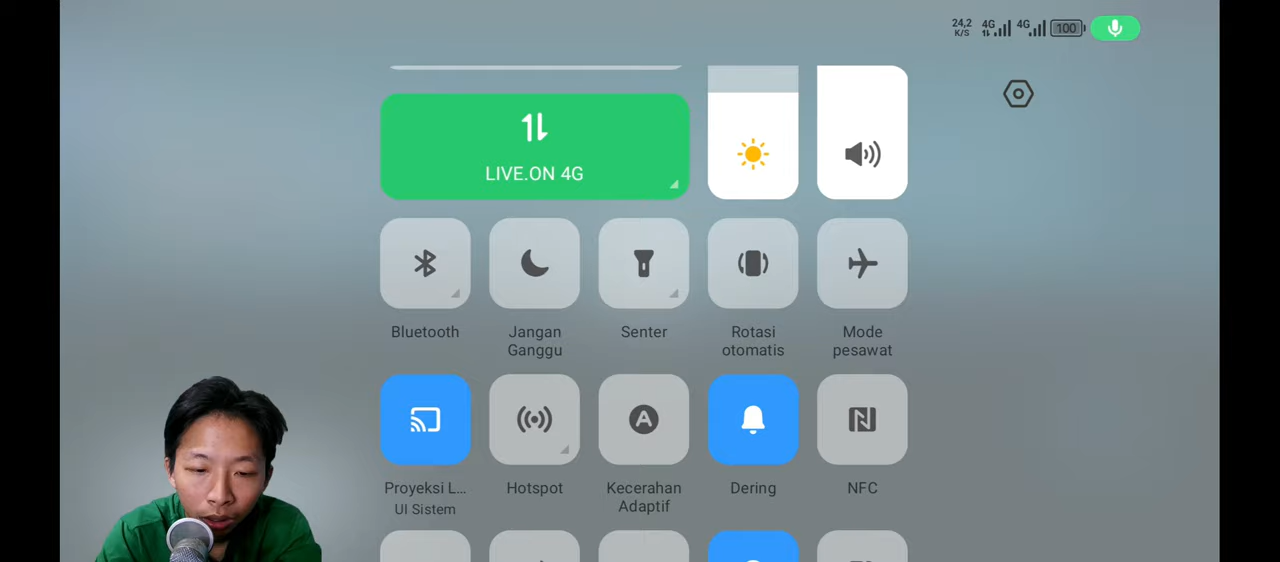 24,2
K/S
4G
4G
100
LIVE.ON 4G
Bluetooth
Jangan
Ganggu
Senter
Rotasi
otomatis
Mode
pesawat
A
Proyeksi L...
UI Sistem
Hotspot
Kecerahan
Adaptif
Dering
NFC